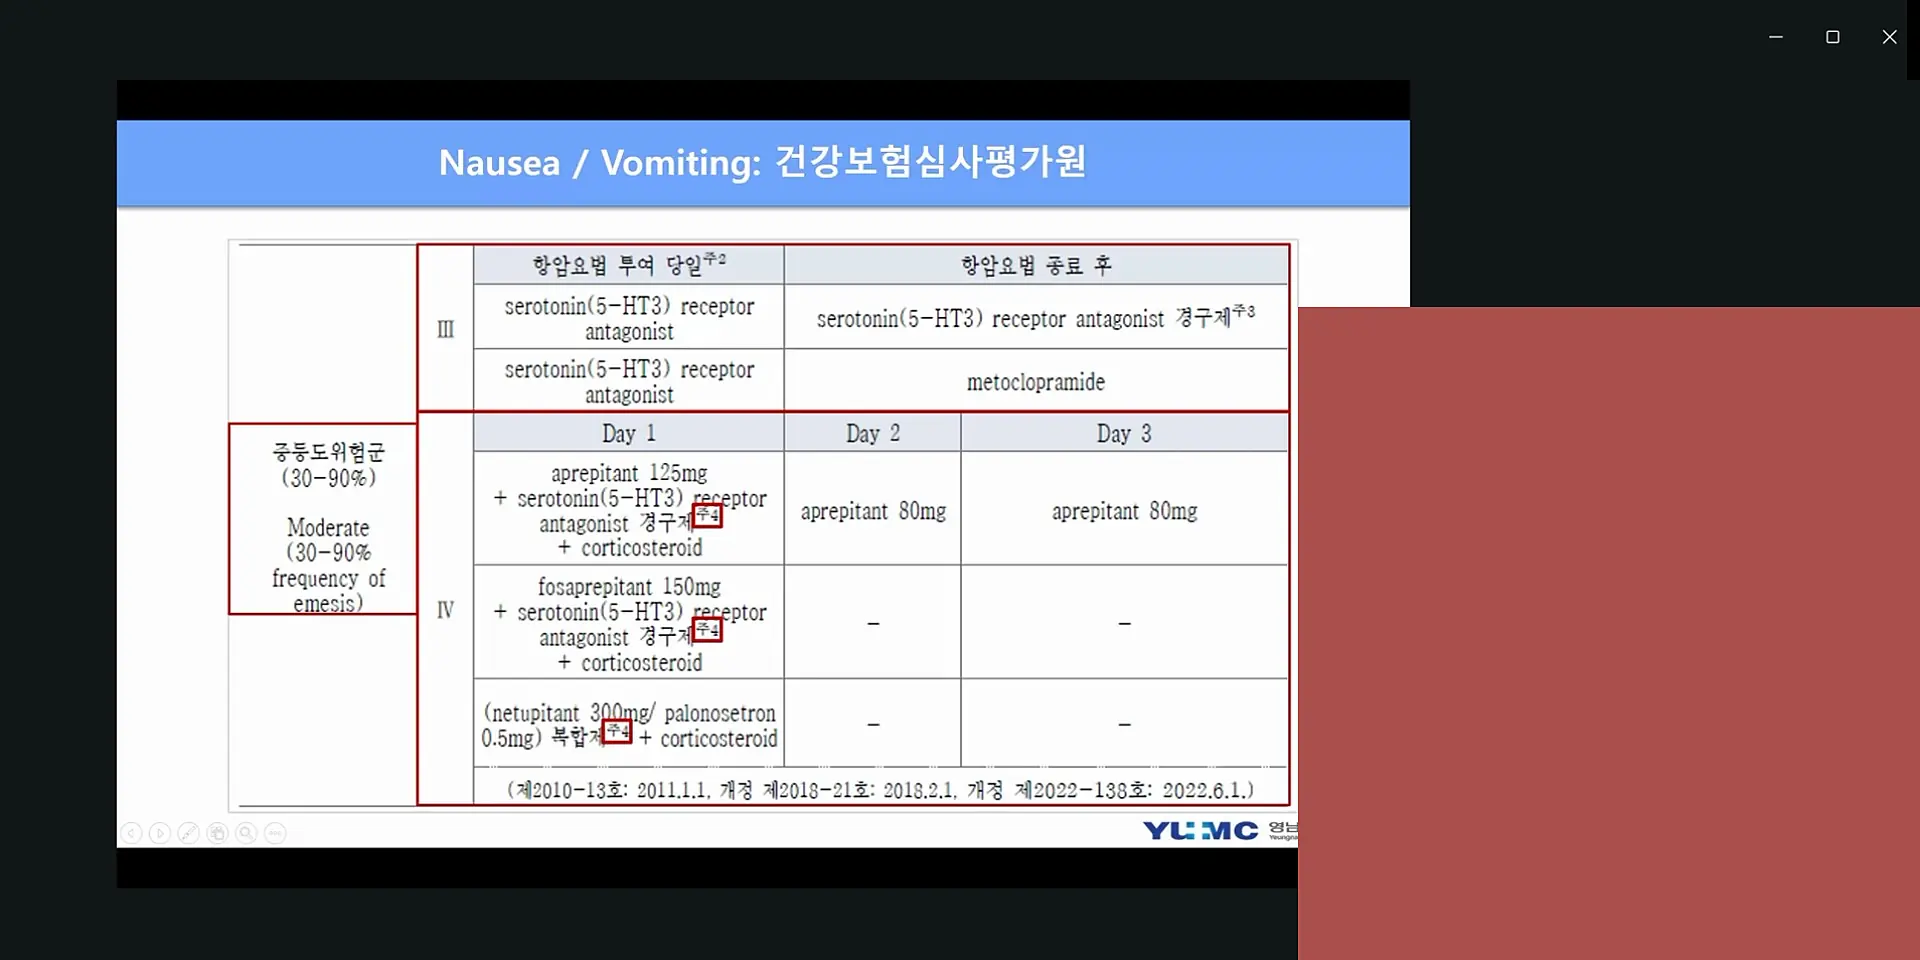 Nausea / Vomiting: 건강보험심사평가원
III
항암요법 투여 당일주2
항암요법 종료 후
serotonin(5-HT3) receptor
antagonist
serotonin(5-HT3) receptor antagonist 경구제주3
serotonin(5-HT3) receptor
antagonist
metoclopramide
중등도위험군
(30-90%)
Moderate
(30-90%
frequency of
emesis)
IV
Day 1
Day 2
Day 3
aprepitant 125mg
+ serotonin(5-HT3) receptor
antagonist 경구제주4
+ corticosteroid
aprepitant 80mg
aprepitant 80mg
fosaprepitant 150mg
+ serotonin(5-HT3) receptor
antagonist 경구제주4
+ corticosteroid
-
-
(netupitant 300mg/ palonosetron
0.5mg) 복합제주4 + corticosteroid
-
-
(제2010-13호: 2011.1.1, 개정 제2018-21호: 2018.2.1, 개정 제2022-138호: 2022.6.1.)
YUMC 영남